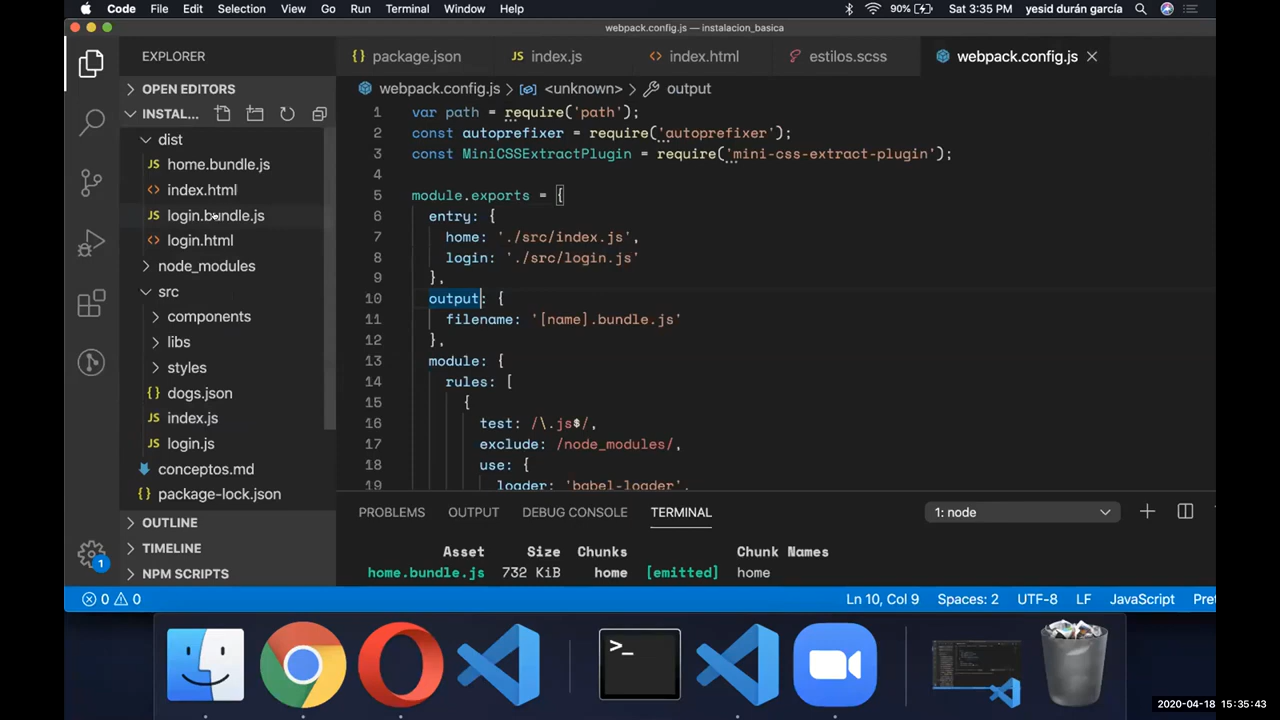 Code File Edit Selection View Go Run Terminal Window Help 90% Sat 3:35 PM yesid durán garcía
webpack.config.js — instalacion_basica
EXPLORER
package.json index.js index.html estilos.scss webpack.config.js
OPEN EDITORS
webpack.config.js > <unknown> > output
INSTAL...
dist
home.bundle.js
index.html
login.bundle.js
login.html
node_modules
src
components
libs
styles
dogs.json
index.js
login.js
conceptos.md
package-lock.json
OUTLINE
TIMELINE
NPM SCRIPTS
1 var path = require('path');
2 const autoprefixer = require('autoprefixer');
3 const MiniCSSExtractPlugin = require('mini-css-extract-plugin');
4
5 module.exports = {
6 entry: {
7 home: './src/index.js',
8 login: './src/login.js'
9 },
10 output: {
11 filename: '[name].bundle.js'
12 },
13 module: {
14 rules: [
15 {
16 test: /\.js$/,
17 exclude: /node_modules/,
18 use: {
19 loader: 'babel-loader',
PROBLEMS OUTPUT DEBUG CONSOLE TERMINAL 1: node
Asset Size Chunks Chunk Names
home.bundle.js 732 KiB home [emitted] home
1
0 0 Ln 10, Col 9 Spaces: 2 UTF-8 LF JavaScript Pret
>_
2020-04-18 15:35:43